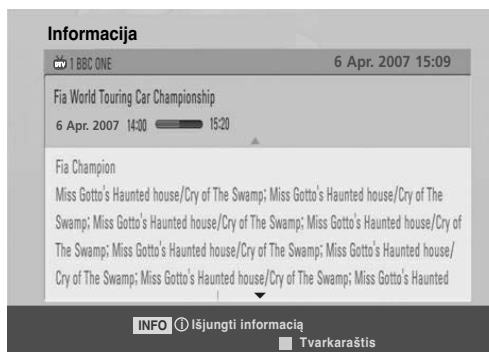 Informacija
DTV 1 BBC ONE 6 Apr. 2007 15:09
Fia World Touring Car Championship
6 Apr. 2007 14:00 15:20
Fia Champion
Miss Gotto's Haunted house/Cry of The Swamp; Miss Gotto's Haunted house/Cry of The
Swamp; Miss Gotto's Haunted house/Cry of The Swamp; Miss Gotto's Haunted house/Cry of
The Swamp; Miss Gotto's Haunted house/Cry of The Swamp; Miss Gotto's Haunted house/
Cry of The Swamp; Miss Gotto's Haunted house/Cry of The Swamp; Miss Gotto's Haunted
INFO ⓘ Išjungti informacią
Tvarkaraštis